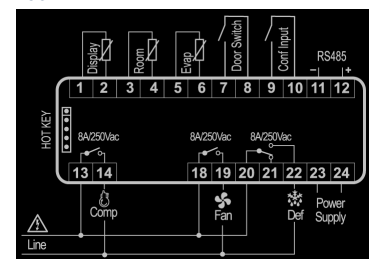 Display
Room
Evap
Door Switch
Conf Input
RS485
− +
1 2 3 4 5 6 7 8 9 10 11 12
HOT KEY
8A/250Vac 8A/250Vac 8A/250Vac
13 14 18 19 20 21 22 23 24
Comp Fan Def Power Supply
Line